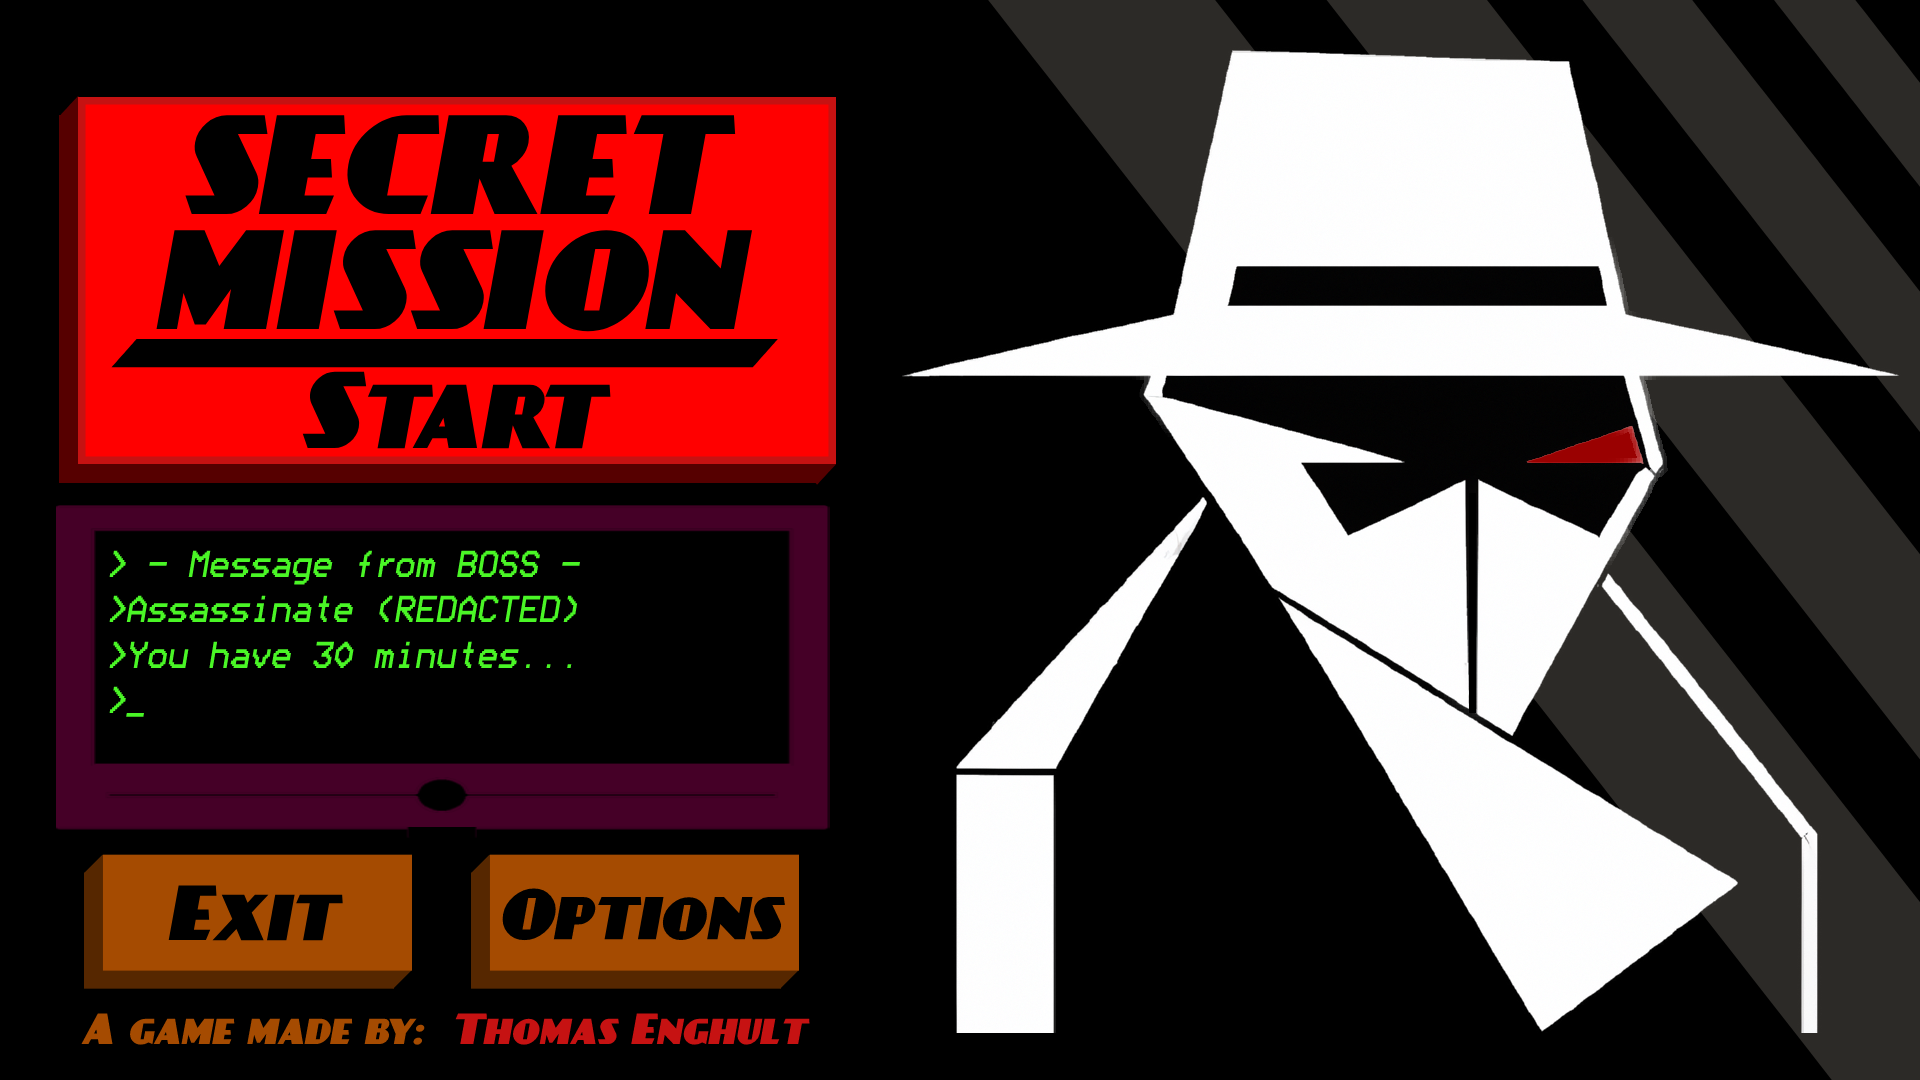 SECRET
MISSION
START
> - Message from BOSS -
>Assassinate (REDACTED)
>You have 30 minutes...
>_
EXIT
OPTIONS
A GAME MADE BY: THOMAS ENGHULT